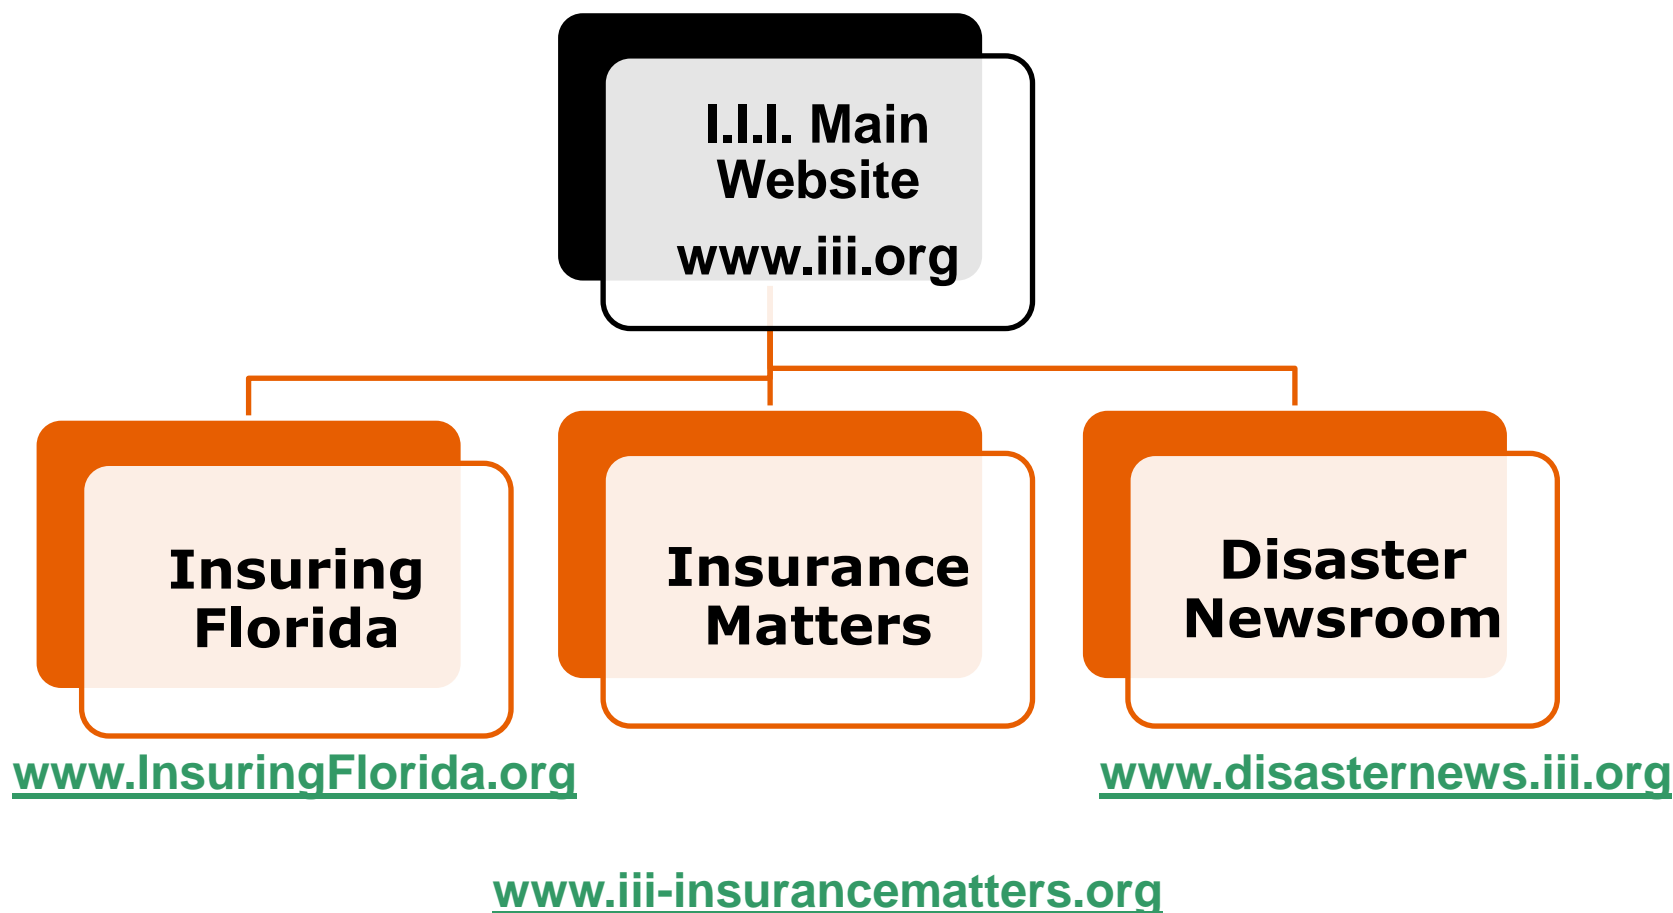 I.I.I. Main
Website
www.iii.org
Insuring
Florida
Insurance
Matters
Disaster
Newsroom
www.InsuringFlorida.org
www.disasternews.iii.org
www.iii-insurancematters.org